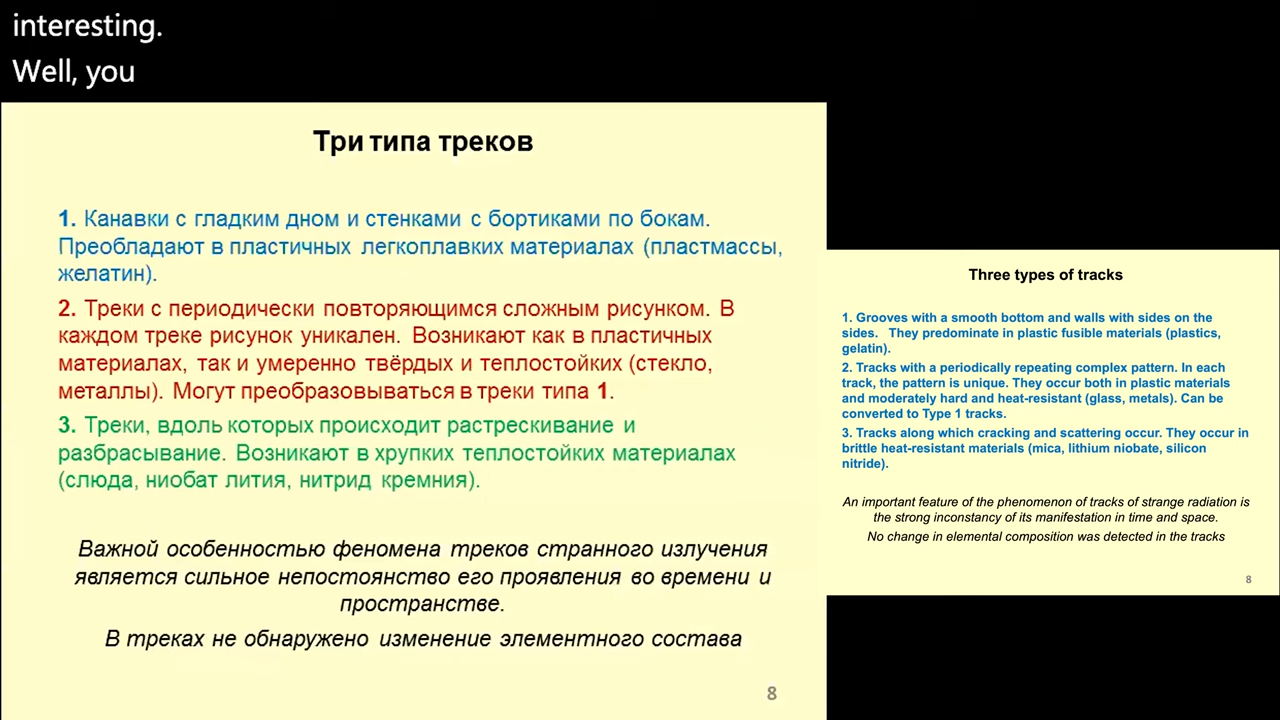 interesting.
Well, you
Три типа треков
1. Канавки с гладким дном и стенками с бортиками по бокам.
Преобладают в пластичных легкоплавких материалах (пластмассы,
желатин).
2. Треки с периодически повторяющимся сложным рисунком. В
каждом треке рисунок уникален. Возникают как в пластичных
материалах, так и умеренно твёрдых и теплостойких (стекло,
металлы). Могут преобразовываться в треки типа 1.
3. Треки, вдоль которых происходит растрескивание и
разбрасывание. Возникают в хрупких теплостойких материалах
(слюда, ниобат лития, нитрид кремния).
Важной особенностью феномена треков странного излучения
является сильное непостоянство его проявления во времени и
пространстве.
В треках не обнаружено изменение элементного состава
8
Three types of tracks
1. Grooves with a smooth bottom and walls with sides on the
sides. They predominate in plastic fusible materials (plastics,
gelatin).
2. Tracks with a periodically repeating complex pattern. In each
track, the pattern is unique. They occur both in plastic materials
and moderately hard and heat-resistant (glass, metals). Can be
converted to Type 1 tracks.
3. Tracks along which cracking and scattering occur. They occur in
brittle heat-resistant materials (mica, lithium niobate, silicon
nitride).
An important feature of the phenomenon of tracks of strange radiation is
the strong inconstancy of its manifestation in time and space.
No change in elemental composition was detected in the tracks
8